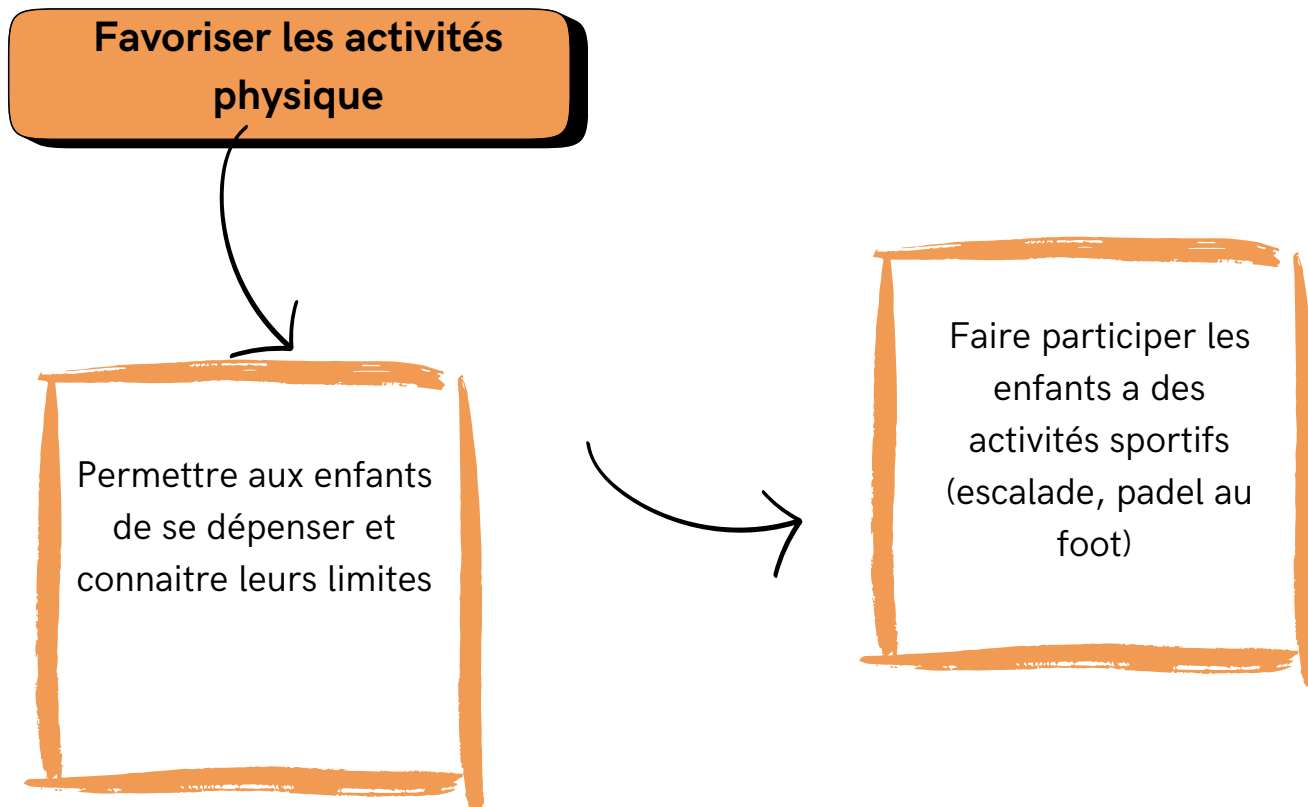 Favoriser les activités
physique
Permettre aux enfants
de se dépenser et
connaitre leurs limites
Faire participer les
enfants a des
activités sportifs
(escalade, padel au
foot)